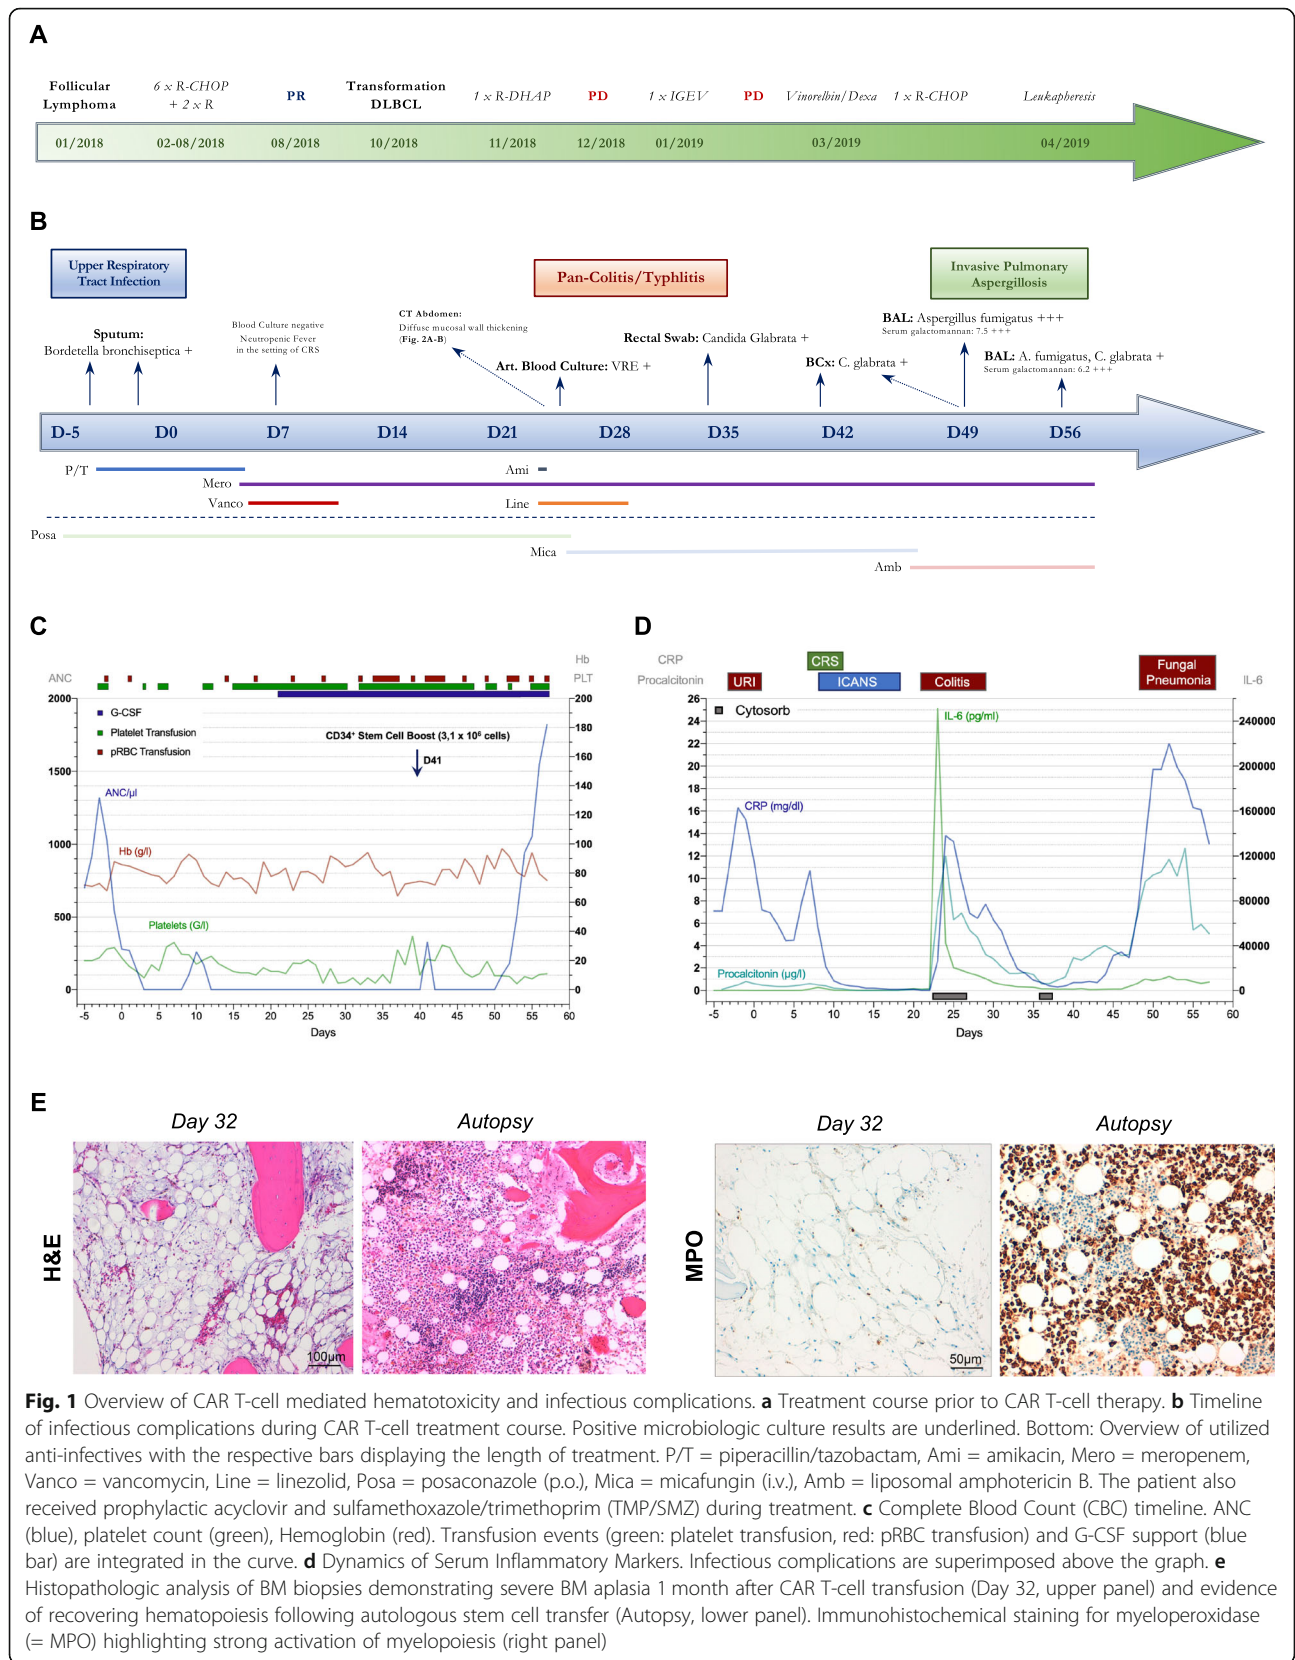 A
Follicular
Lymphoma
6 x R-CHOP
+ 2 x R
PR
Transformation
DLBCL
1 x R-DHAP
PD
1 x IGEV
PD
Vinorelbin/Dexa
1 x R-CHOP
Leukapheresis
01/2018
02-08/2018
08/2018
10/2018
11/2018
12/2018
01/2019
03/2019
04/2019
B
Upper Respiratory
Tract Infection
Pan-Colitis/Typhlitis
Invasive Pulmonary
Aspergillosis
Sputum:
Bordetella bronchiseptica +
Blood Culture negative
Neutropenic Fever
in the setting of CRS
CT Abdomen:
Diffuse mucosal wall thickening
(Fig. 2A-B)
Art. Blood Culture: VRE +
Rectal Swab: Candida Glabrata +
BCx: C. glabrata +
BAL: Aspergillus fumigatus +++
Serum galactomannan: 7.5 +++
BAL: A. fumigatus, C. glabrata +
Serum galactomannan: 6.2 +++
D-5
D0
D7
D14
D21
D28
D35
D42
D49
D56
P/T
Ami
Mero
Vanco
Line
Posa
Mica
Amb
C
ANC
Hb
PLT
2000
1500
1000
500
0
200
180
160
140
120
100
80
60
40
20
0
G-CSF
Platelet Transfusion
pRBC Transfusion
CD34⁺ Stem Cell Boost (3,1 x 10⁶ cells)
D41
ANC/µl
Hb (g/l)
Platelets (G/l)
-5 0 5 10 15 20 25 30 35 40 45 50 55 60
Days
D
CRP
Procalcitonin
IL-6
URI
CRS
ICANS
Colitis
Fungal
Pneumonia
Cytosorb
26
24
22
20
18
16
14
12
10
8
6
4
2
0
240000
200000
160000
120000
80000
40000
0
IL-6 (pg/ml)
CRP (mg/dl)
Procalcitonin (µg/l)
-5 0 5 10 15 20 25 30 35 40 45 50 55 60
Days
E
Day 32
Autopsy
Day 32
Autopsy
H&E
100µm
MPO
50µm
Fig. 1 Overview of CAR T-cell mediated hematotoxicity and infectious complications. a Treatment course prior to CAR T-cell therapy. b Timeline
of infectious complications during CAR T-cell treatment course. Positive microbiologic culture results are underlined. Bottom: Overview of utilized
anti-infectives with the respective bars displaying the length of treatment. P/T = piperacillin/tazobactam, Ami = amikacin, Mero = meropenem,
Vanco = vancomycin, Line = linezolid, Posa = posaconazole (p.o.), Mica = micafungin (i.v.), Amb = liposomal amphotericin B. The patient also
received prophylactic acyclovir and sulfamethoxazole/trimethoprim (TMP/SMZ) during treatment. c Complete Blood Count (CBC) timeline. ANC
(blue), platelet count (green), Hemoglobin (red). Transfusion events (green: platelet transfusion, red: pRBC transfusion) and G-CSF support (blue
bar) are integrated in the curve. d Dynamics of Serum Inflammatory Markers. Infectious complications are superimposed above the graph. e
Histopathologic analysis of BM biopsies demonstrating severe BM aplasia 1 month after CAR T-cell transfusion (Day 32, upper panel) and evidence
of recovering hematopoiesis following autologous stem cell transfer (Autopsy, lower panel). Immunohistochemical staining for myeloperoxidase
(= MPO) highlighting strong activation of myelopoiesis (right panel)